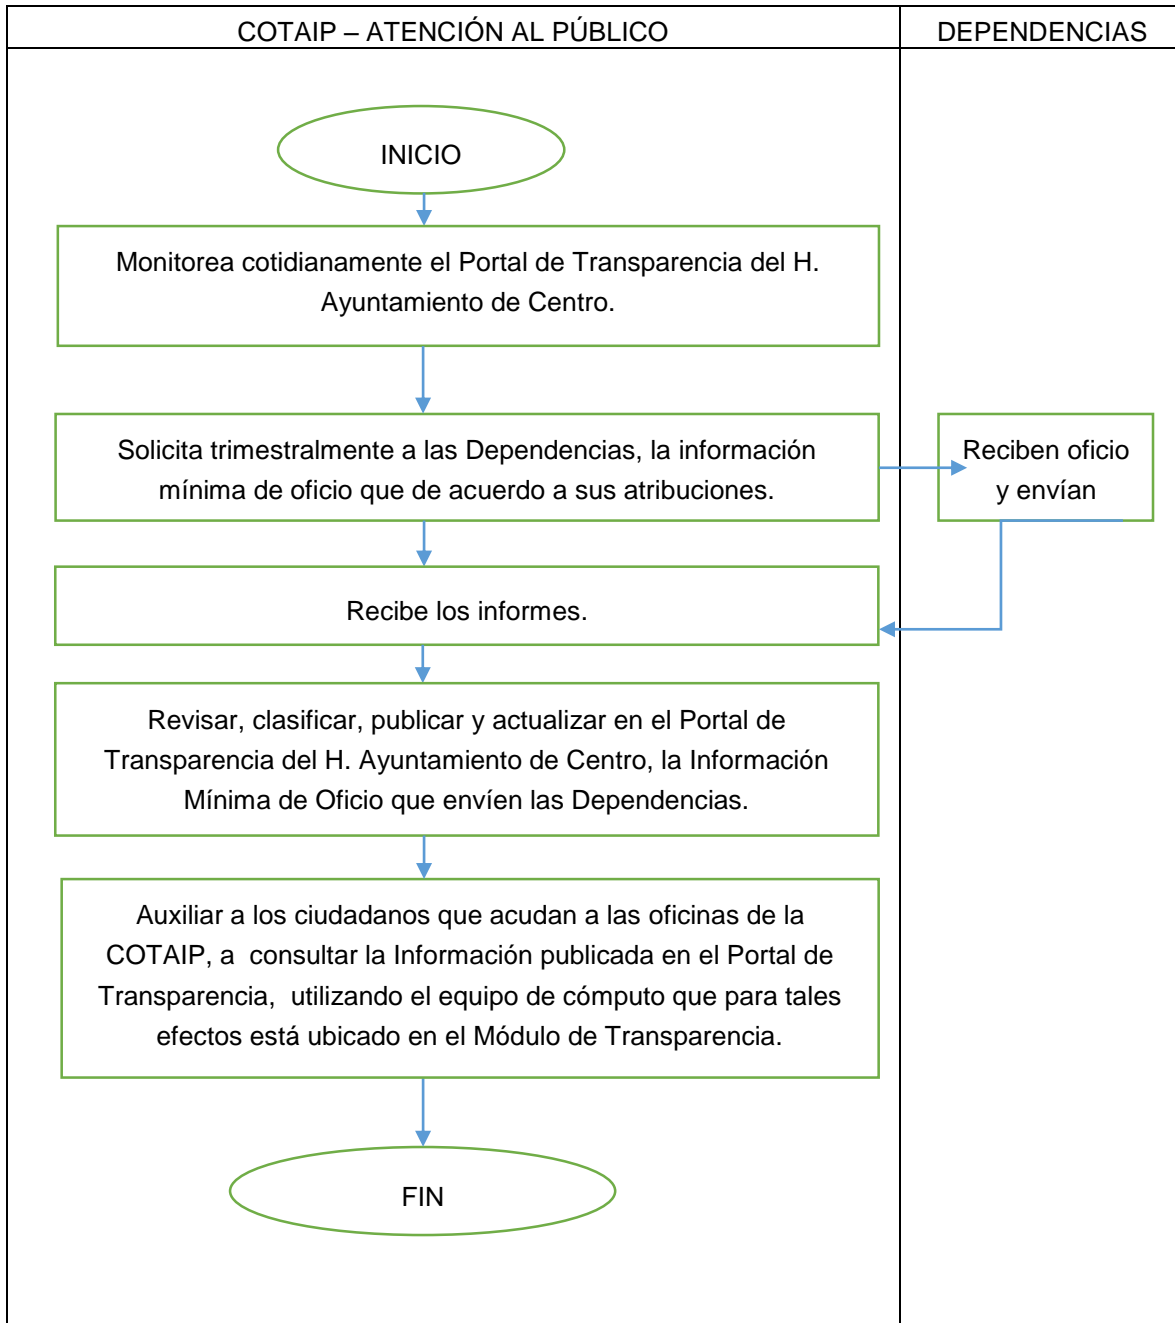 COTAIP – ATENCIÓN AL PÚBLICO
DEPENDENCIAS
INICIO
Monitorea cotidianamente el Portal de Transparencia del H.
Ayuntamiento de Centro.
Solicita trimestralmente a las Dependencias, la información
mínima de oficio que de acuerdo a sus atribuciones.
Reciben oficio
y envían
Recibe los informes.
Revisar, clasificar, publicar y actualizar en el Portal de
Transparencia del H. Ayuntamiento de Centro, la Información
Mínima de Oficio que envíen las Dependencias.
Auxiliar a los ciudadanos que acudan a las oficinas de la
COTAIP, a  consultar la Información publicada en el Portal de
Transparencia,  utilizando el equipo de cómputo que para tales
efectos está ubicado en el Módulo de Transparencia.
FIN